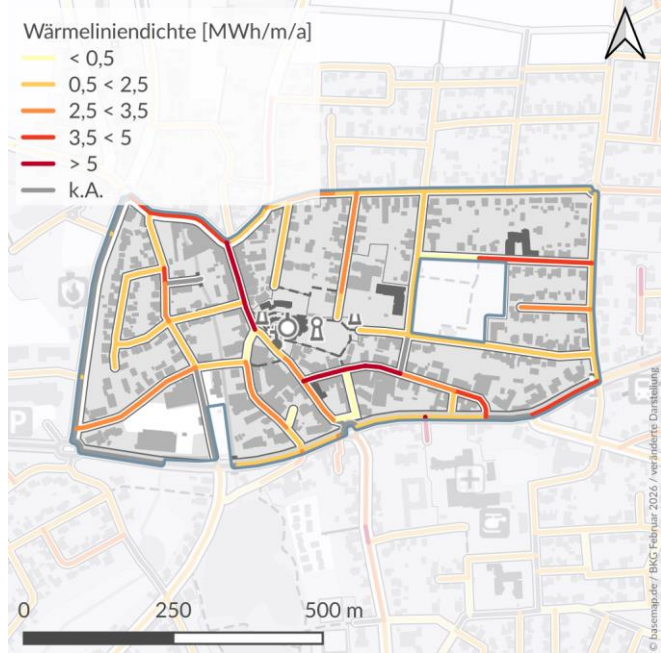 Wärmeliniendichte [MWh/m/a]
< 0,5
0,5 < 2,5
2,5 < 3,5
3,5 < 5
> 5
k.A.
P
0 250 500 m
© basemap.de / BKG Februar 2026 / veränderte Darstellung